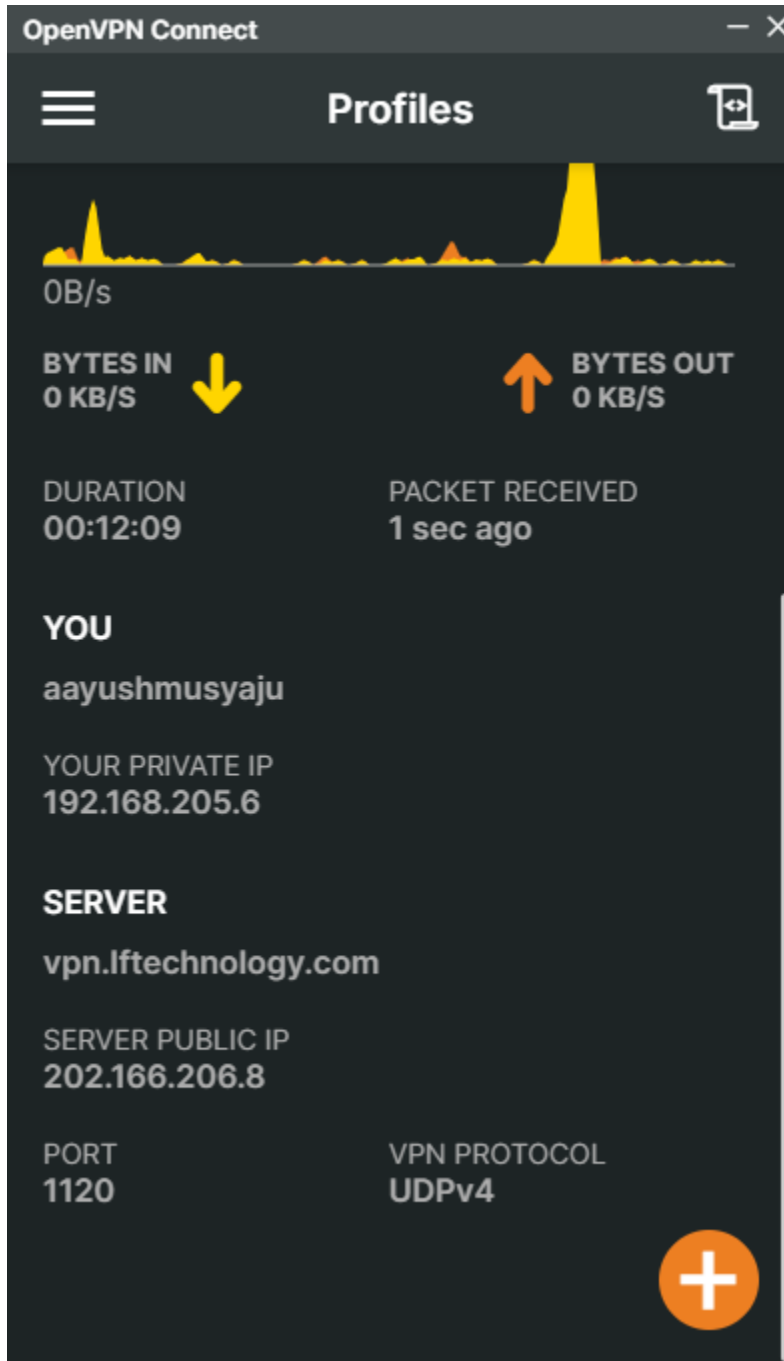 OpenVPN Connect
Profiles
0B/s
BYTES IN
0 KB/S
BYTES OUT
0 KB/S
DURATION
00:12:09
PACKET RECEIVED
1 sec ago
YOU
aayushmusyaju
YOUR PRIVATE IP
192.168.205.6
SERVER
vpn.lftechnology.com
SERVER PUBLIC IP
202.166.206.8
PORT
1120
VPN PROTOCOL
UDPv4